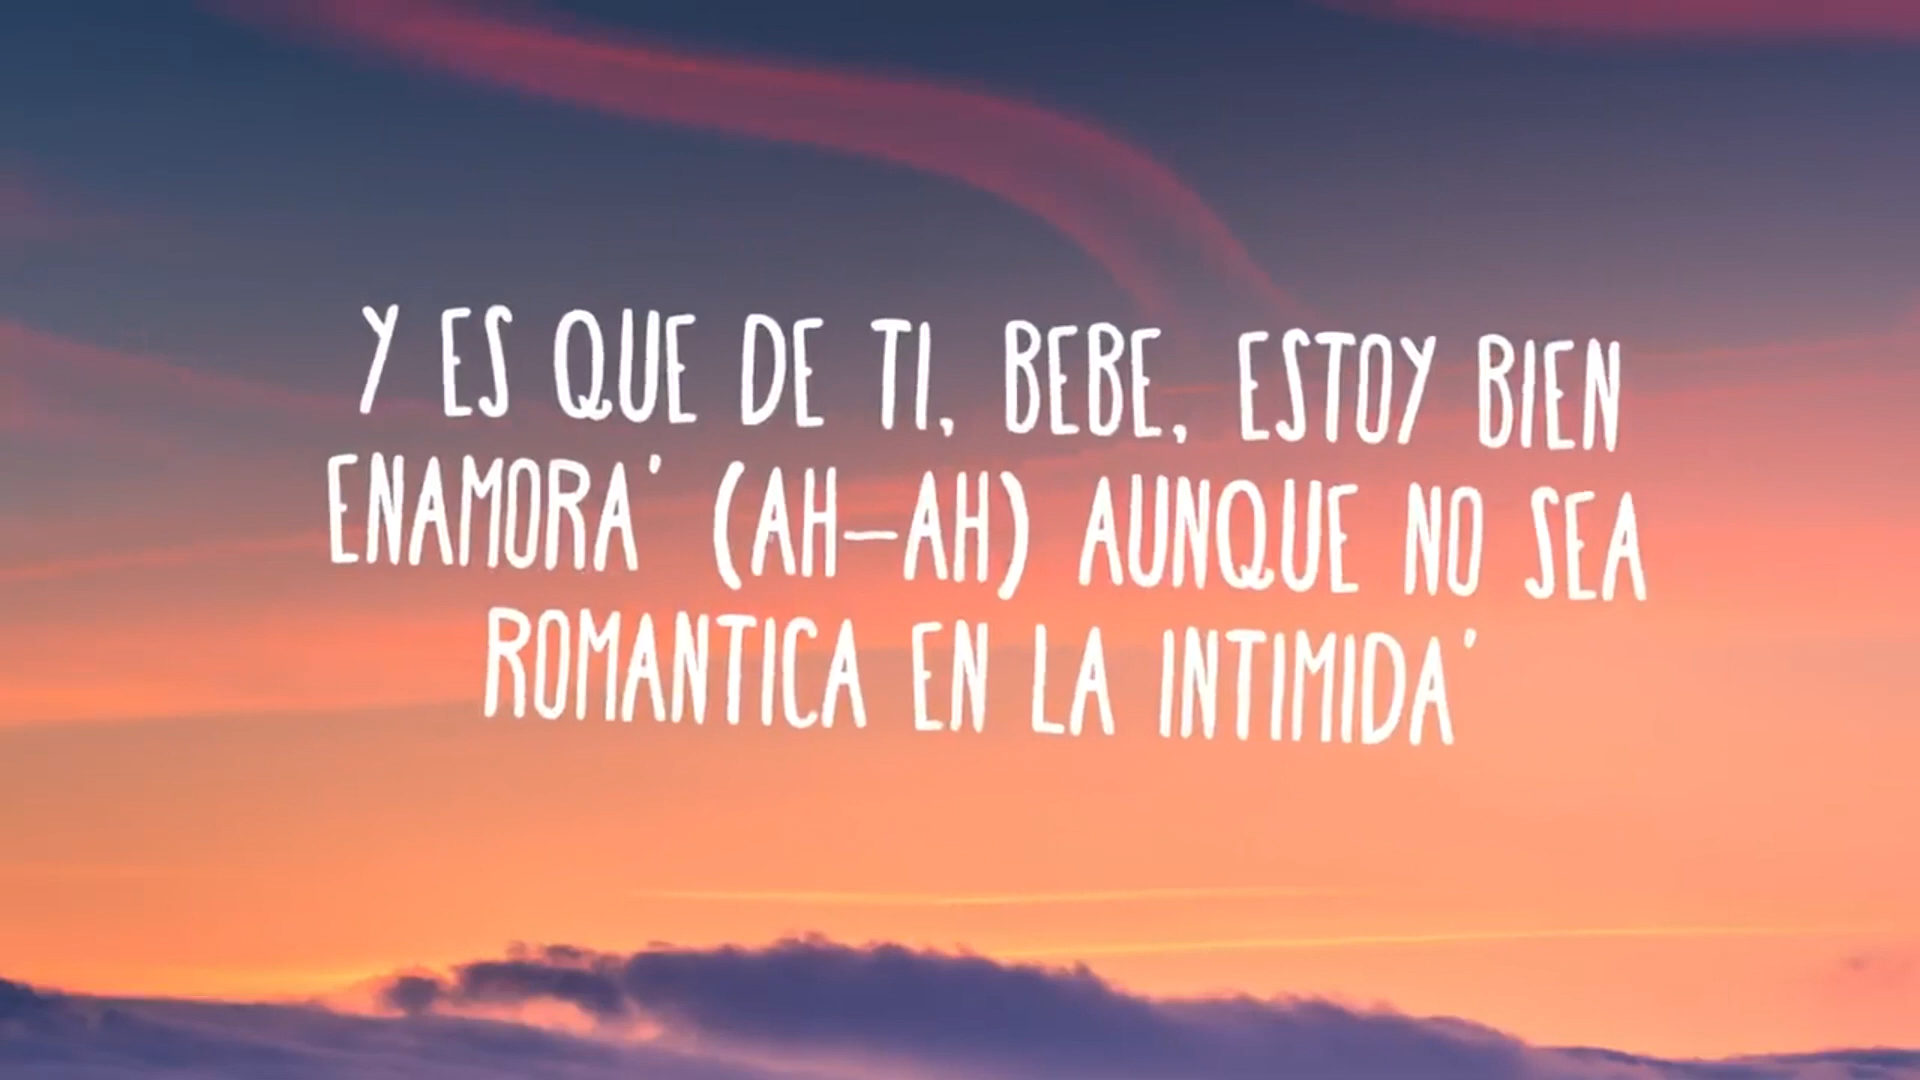 Y ES QUE DE TI, BEBE, ESTOY BIEN
ENAMORA' (AH-AH) AUNQUE NO SEA
ROMANTICA EN LA INTIMIDA'